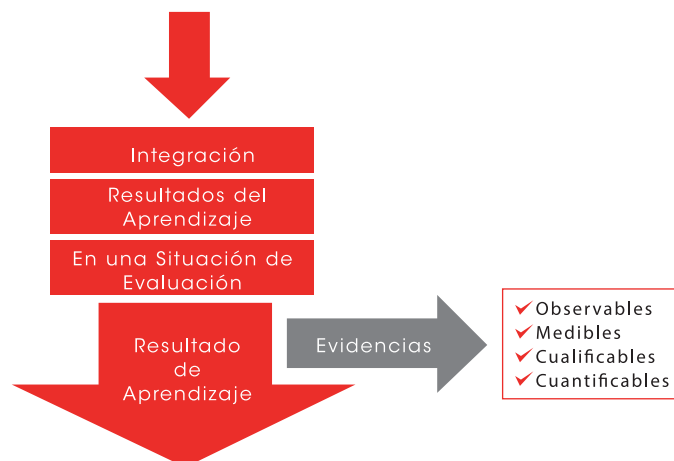 Integración
Resultados del
Aprendizaje
En una Situación de
Evaluación
Resultado
de
Aprendizaje
Evidencias
Observables
Medibles
Cualificables
Cuantificables